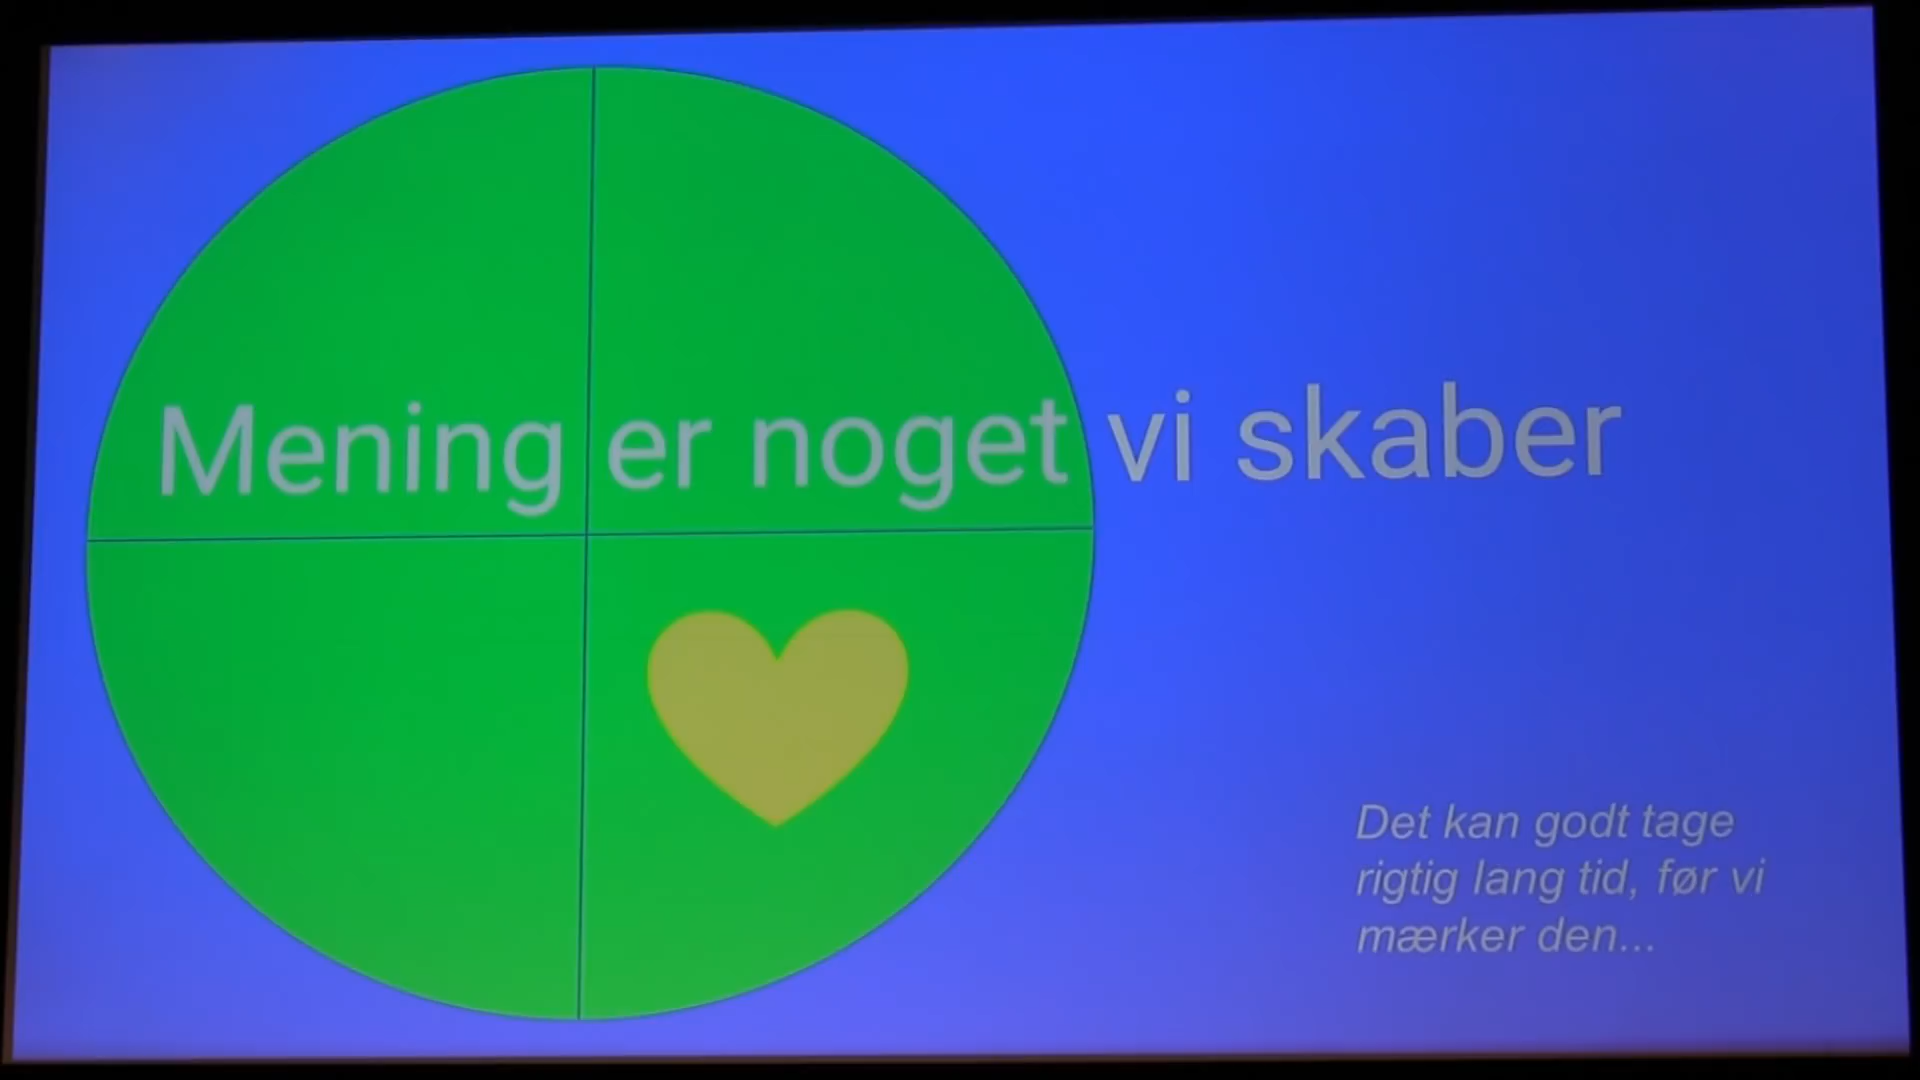 Mening er noget vi skaber
Det kan godt tage
rigtig lang tid, før vi
mærker den...